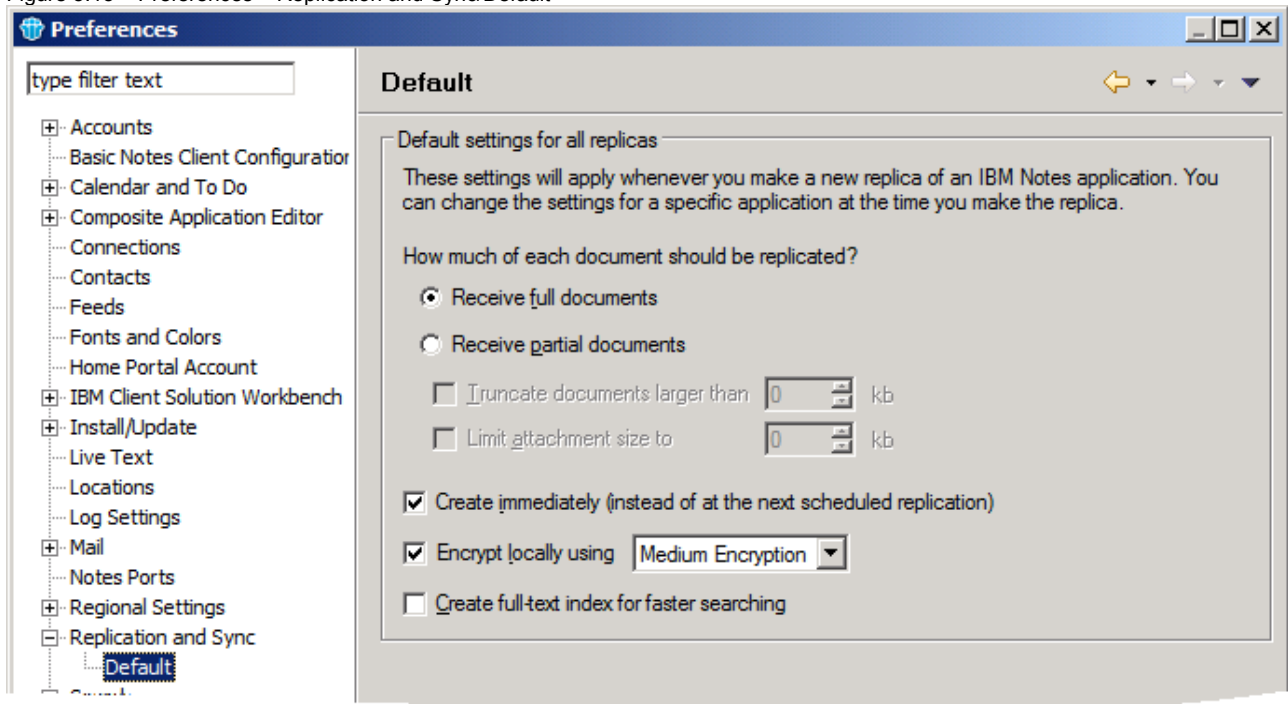 Preferences
type filter text
Accounts
Basic Notes Client Configuration
Calendar and To Do
Composite Application Editor
Connections
Contacts
Feeds
Fonts and Colors
Home Portal Account
IBM Client Solution Workbench
Install/Update
Live Text
Locations
Log Settings
Mail
Notes Ports
Regional Settings
Replication and Sync
Default
Default
Default settings for all replicas
These settings will apply whenever you make a new replica of an IBM Notes application. You
can change the settings for a specific application at the time you make the replica.
How much of each document should be replicated?
Receive full documents
Receive partial documents
Truncate documents larger than 0 kb
Limit attachment size to 0 kb
Create immediately (instead of at the next scheduled replication)
Encrypt locally using Medium Encryption
Create full-text index for faster searching